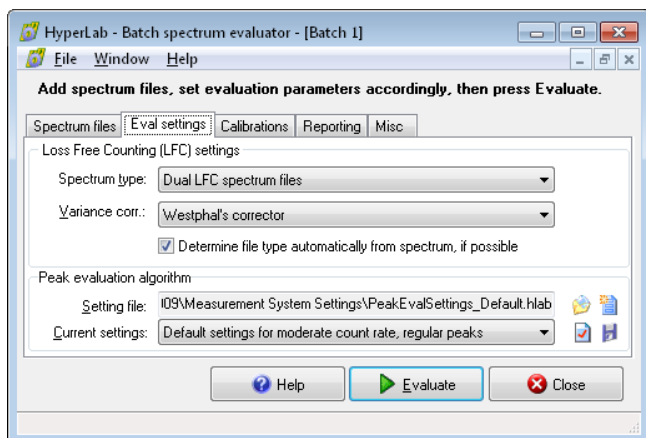 HyperLab - Batch spectrum evaluator - [Batch 1]
File Window Help
Add spectrum files, set evaluation parameters accordingly, then press Evaluate.
Spectrum files Eval settings Calibrations Reporting Misc
Loss Free Counting (LFC) settings
Spectrum type: Dual LFC spectrum files
Variance corr.: Westphal's corrector
Determine file type automatically from spectrum, if possible
Peak evaluation algorithm
Setting file: I09\Measurement System Settings\PeakEvalSettings_Default.hlab
Current settings: Default settings for moderate count rate, regular peaks
Help Evaluate Close